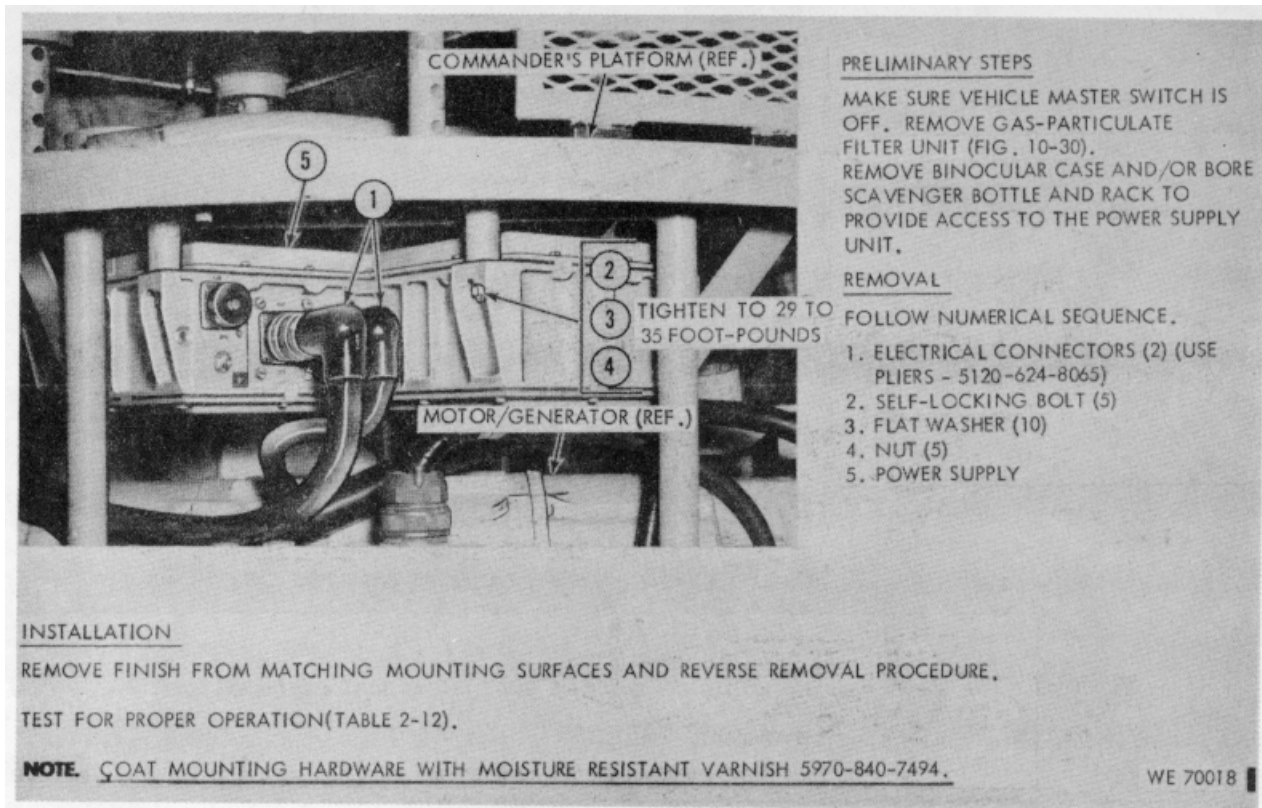 COMMANDER'S PLATFORM (REF.)
5
1
2
3
4
TIGHTEN TO 29 TO
35 FOOT-POUNDS
MOTOR/GENERATOR (REF.)
PRELIMINARY STEPS
MAKE SURE VEHICLE MASTER SWITCH IS
OFF. REMOVE GAS-PARTICULATE
FILTER UNIT (FIG. 10-30).
REMOVE BINOCULAR CASE AND/OR BORE
SCAVENGER BOTTLE AND RACK TO
PROVIDE ACCESS TO THE POWER SUPPLY
UNIT.
REMOVAL
FOLLOW NUMERICAL SEQUENCE.
1. ELECTRICAL CONNECTORS (2) (USE
PLIERS - 5120-624-8065)
2. SELF-LOCKING BOLT (5)
3. FLAT WASHER (10)
4. NUT (5)
5. POWER SUPPLY
INSTALLATION
REMOVE FINISH FROM MATCHING MOUNTING SURFACES AND REVERSE REMOVAL PROCEDURE.
TEST FOR PROPER OPERATION(TABLE 2-12).
NOTE. COAT MOUNTING HARDWARE WITH MOISTURE RESISTANT VARNISH 5970-840-7494.
WE 70018